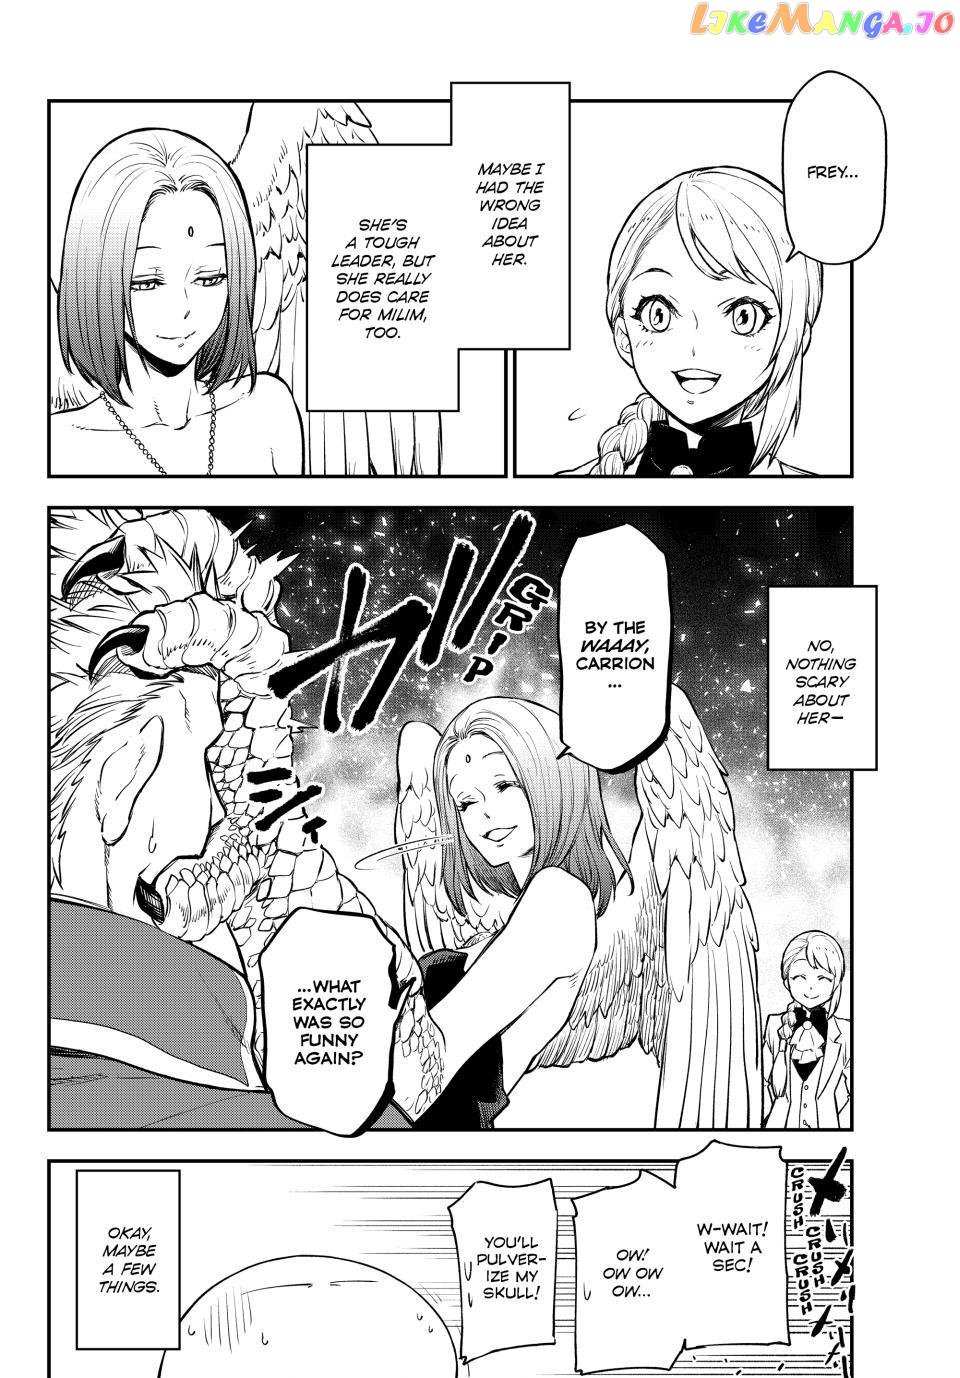 LIKEMANGA.IO
FREY...
MAYBE I
HAD THE
WRONG
IDEA
ABOUT
HER.
SHE'S
A TOUGH
LEADER, BUT
SHE REALLY
DOES CARE
FOR MILIM,
TOO.
NO,
NOTHING
SCARY
ABOUT
HER—
BY THE
WAAAY,
CARRION
...
GRIP
ガシィ
...WHAT
EXACTLY
WAS SO
FUNNY
AGAIN?
CRUSH
CRUSH
CRUSH
W-WAIT!
WAIT A
SEC!
OW!
OW OW
OW...
YOU'LL
PULVER-
IZE MY
SKULL!
OKAY,
MAYBE
A FEW
THINGS.